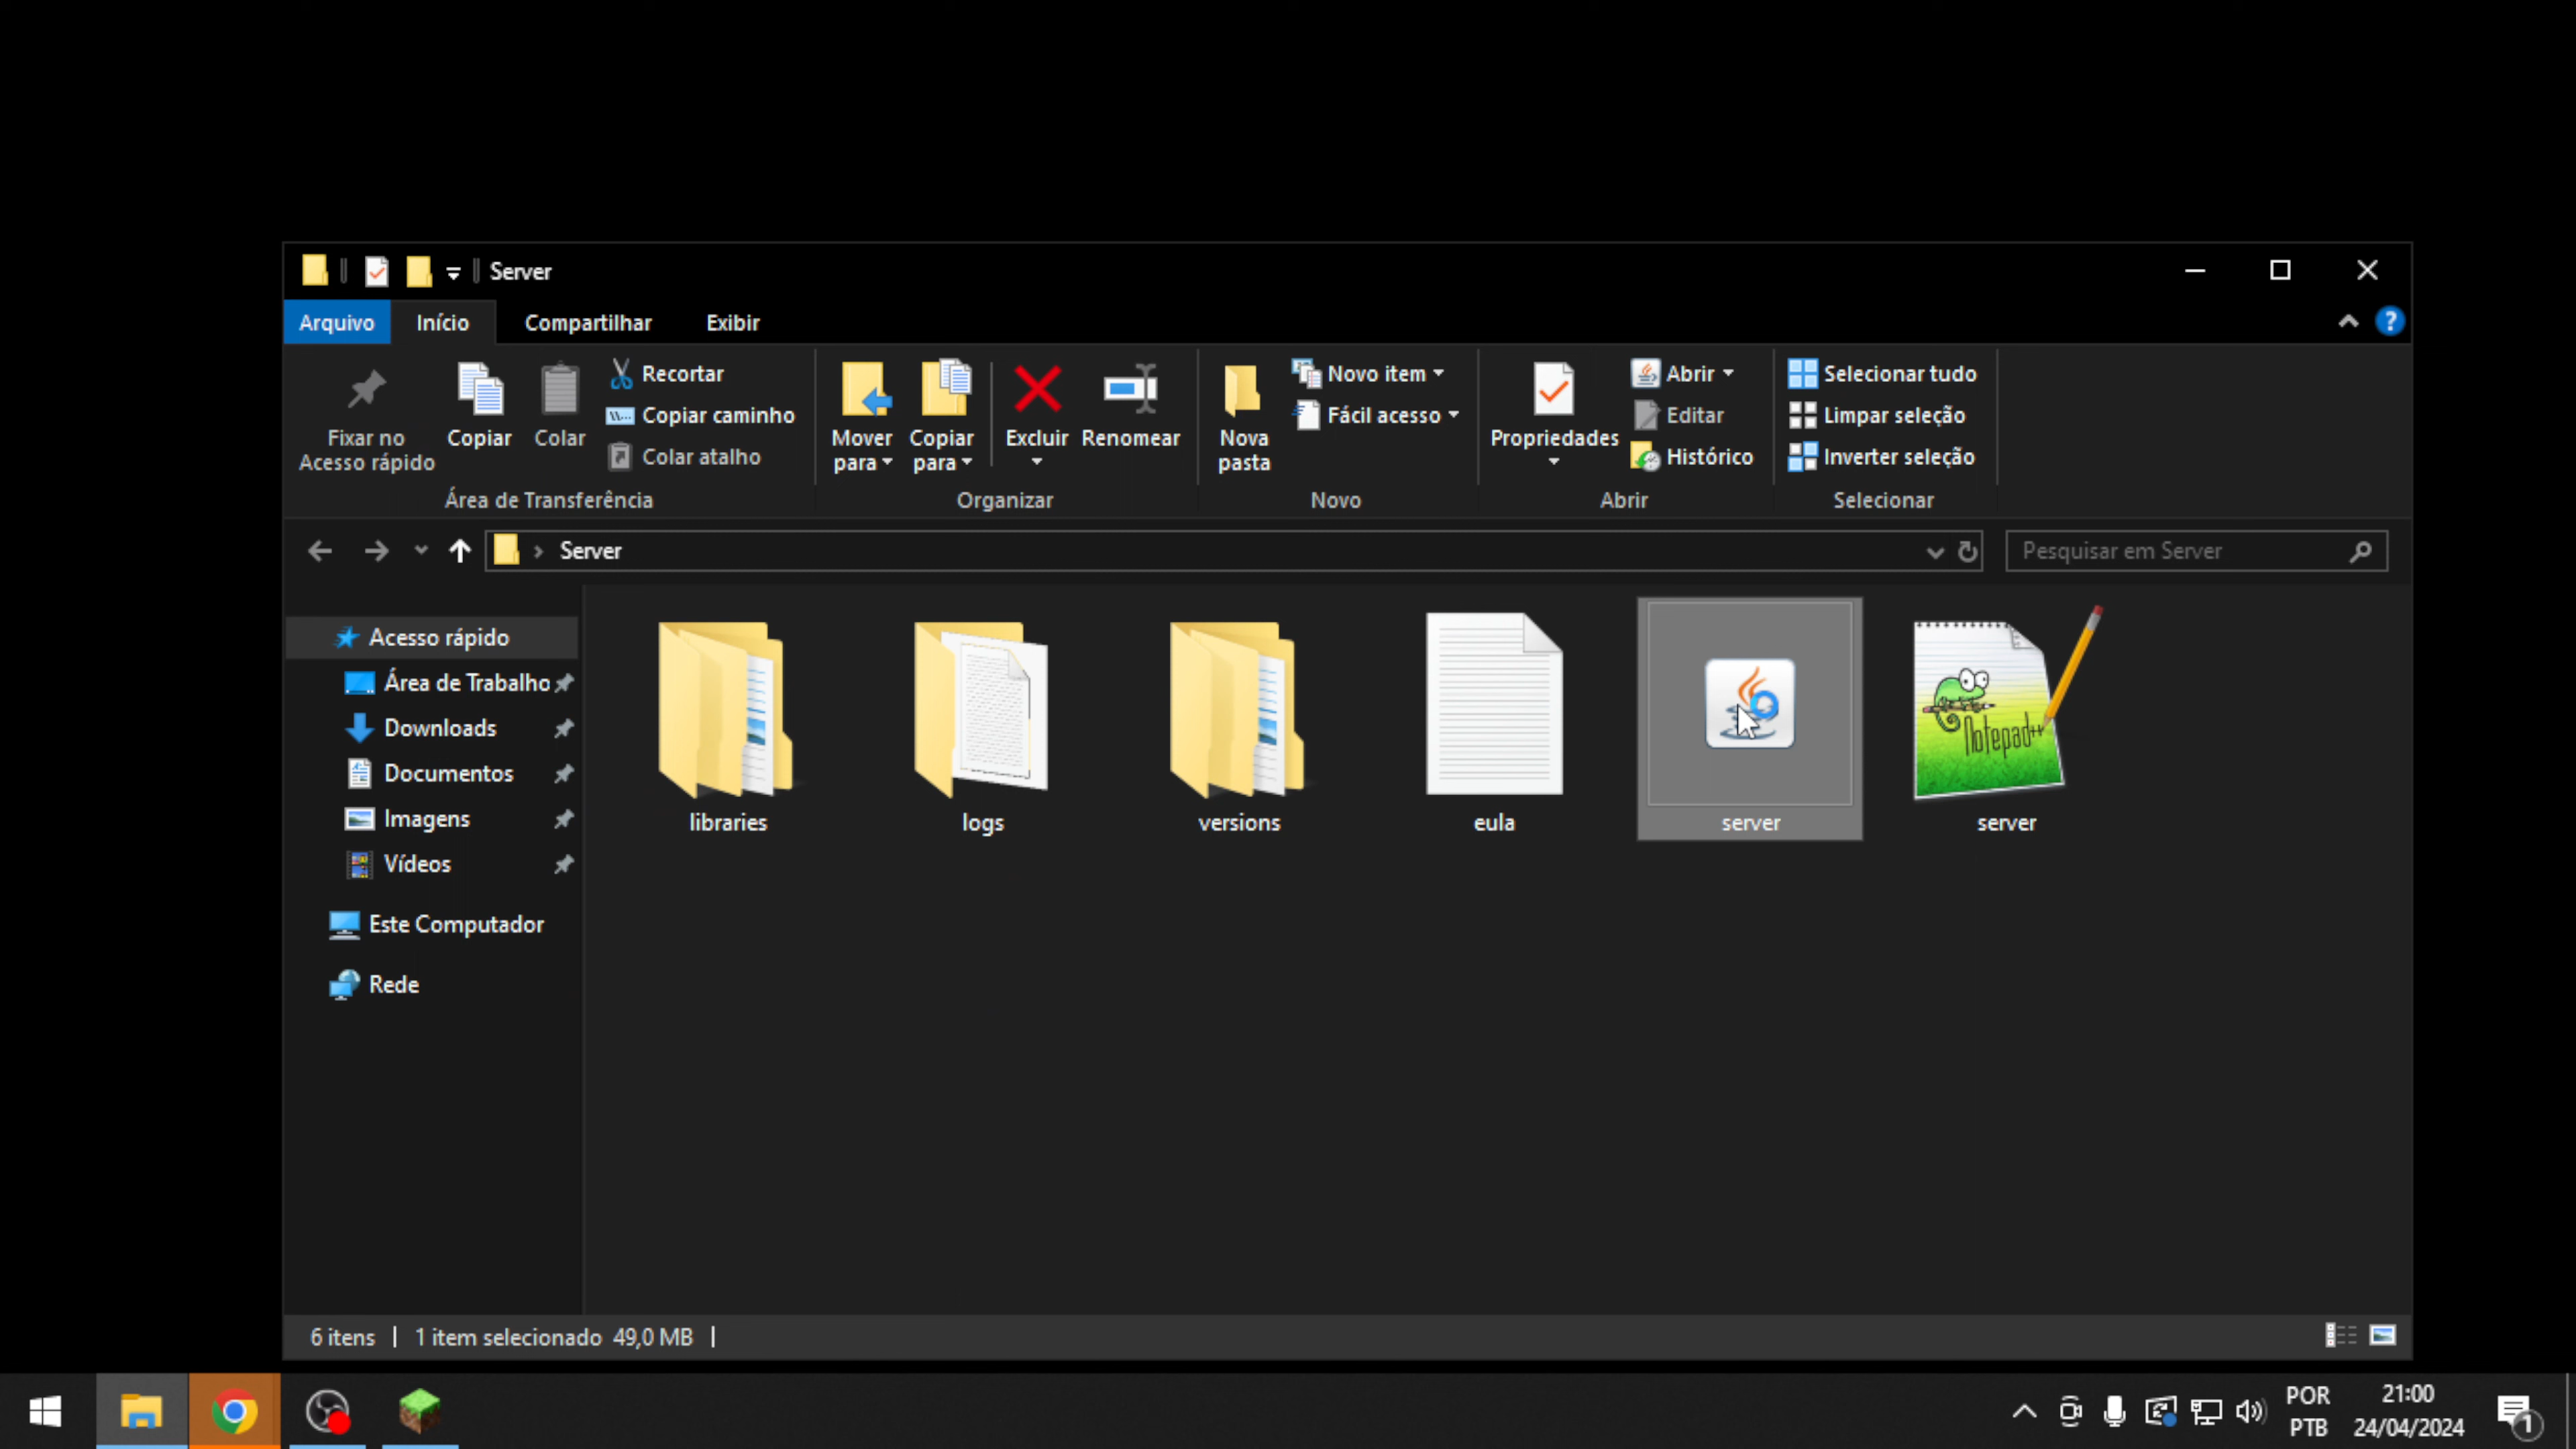 Server
Arquivo Início Compartilhar Exibir
Fixar no
Acesso rápido
Copiar
Colar
Recortar
Copiar caminho
Colar atalho
Área de Transferência
Mover
para
Copiar
para
Excluir
Renomear
Organizar
Nova
pasta
Novo item
Fácil acesso
Novo
Propriedades
Abrir
Editar
Histórico
Abrir
Selecionar tudo
Limpar seleção
Inverter seleção
Selecionar
Server
Pesquisar em Server
Acesso rápido
Área de Trabalho
Downloads
Documentos
Imagens
Vídeos
Este Computador
Rede
Notepad++
libraries logs versions eula server server
6 itens 1 item selecionado 49,0 MB
POR
PTB
21:00
24/04/2024
1